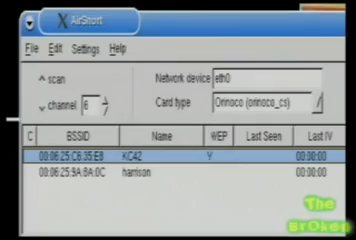 AirSnort
File Edit Settings Help
scan Network device eth0
channel 6 Card type Orinoco (orinoco_cs)
C BSSID Name WEP Last Seen Last IV
00:06:25:C6:35:E8 KC42 Y 00:00:00
00:06:25:9A:8A:0C harrison 00:00:00
The
BrOken